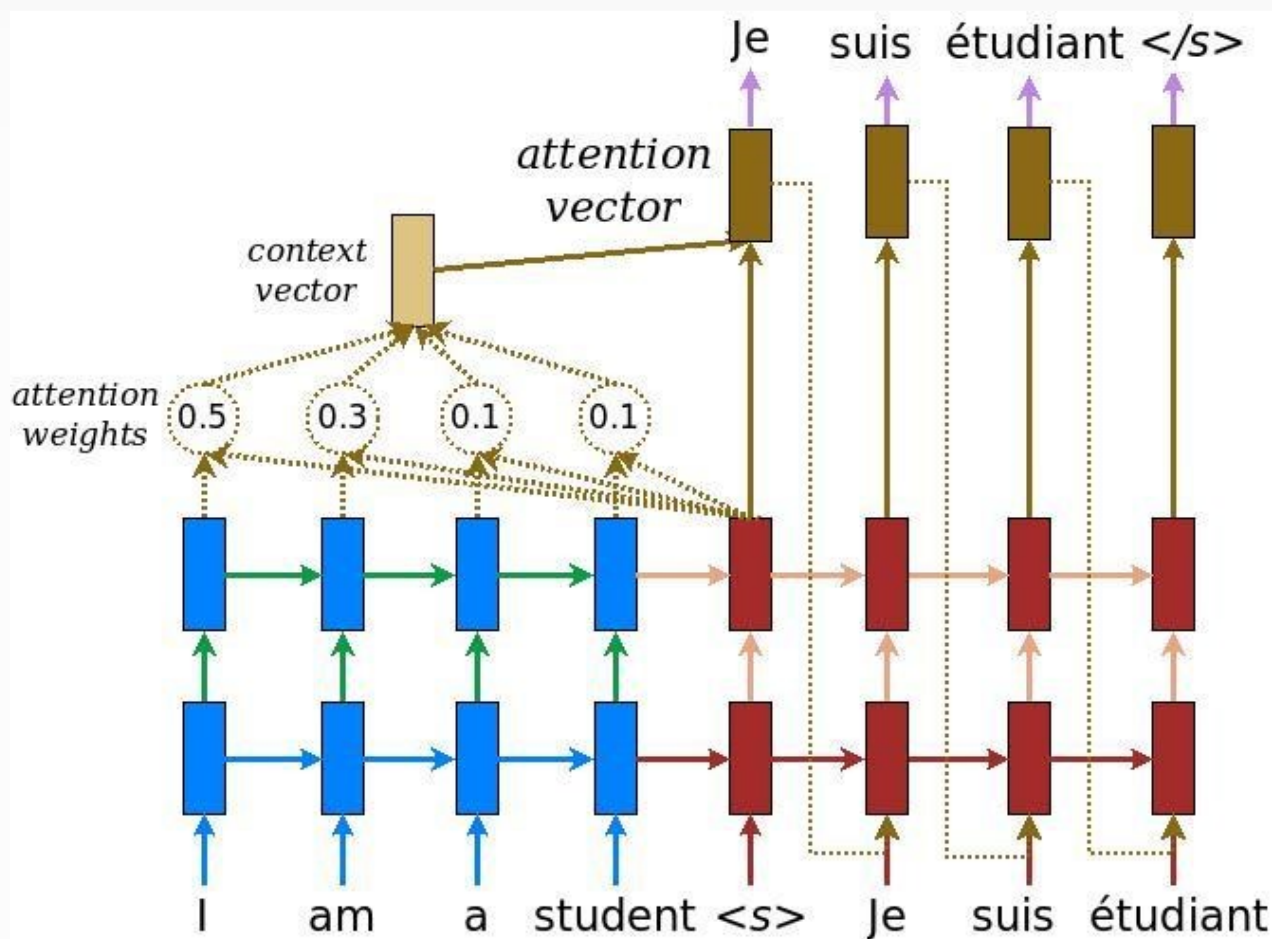 Je suis étudiant </s>
attention
vector
context
vector
attention
weights
0.5 0.3 0.1 0.1
I am a student <s> Je suis étudiant